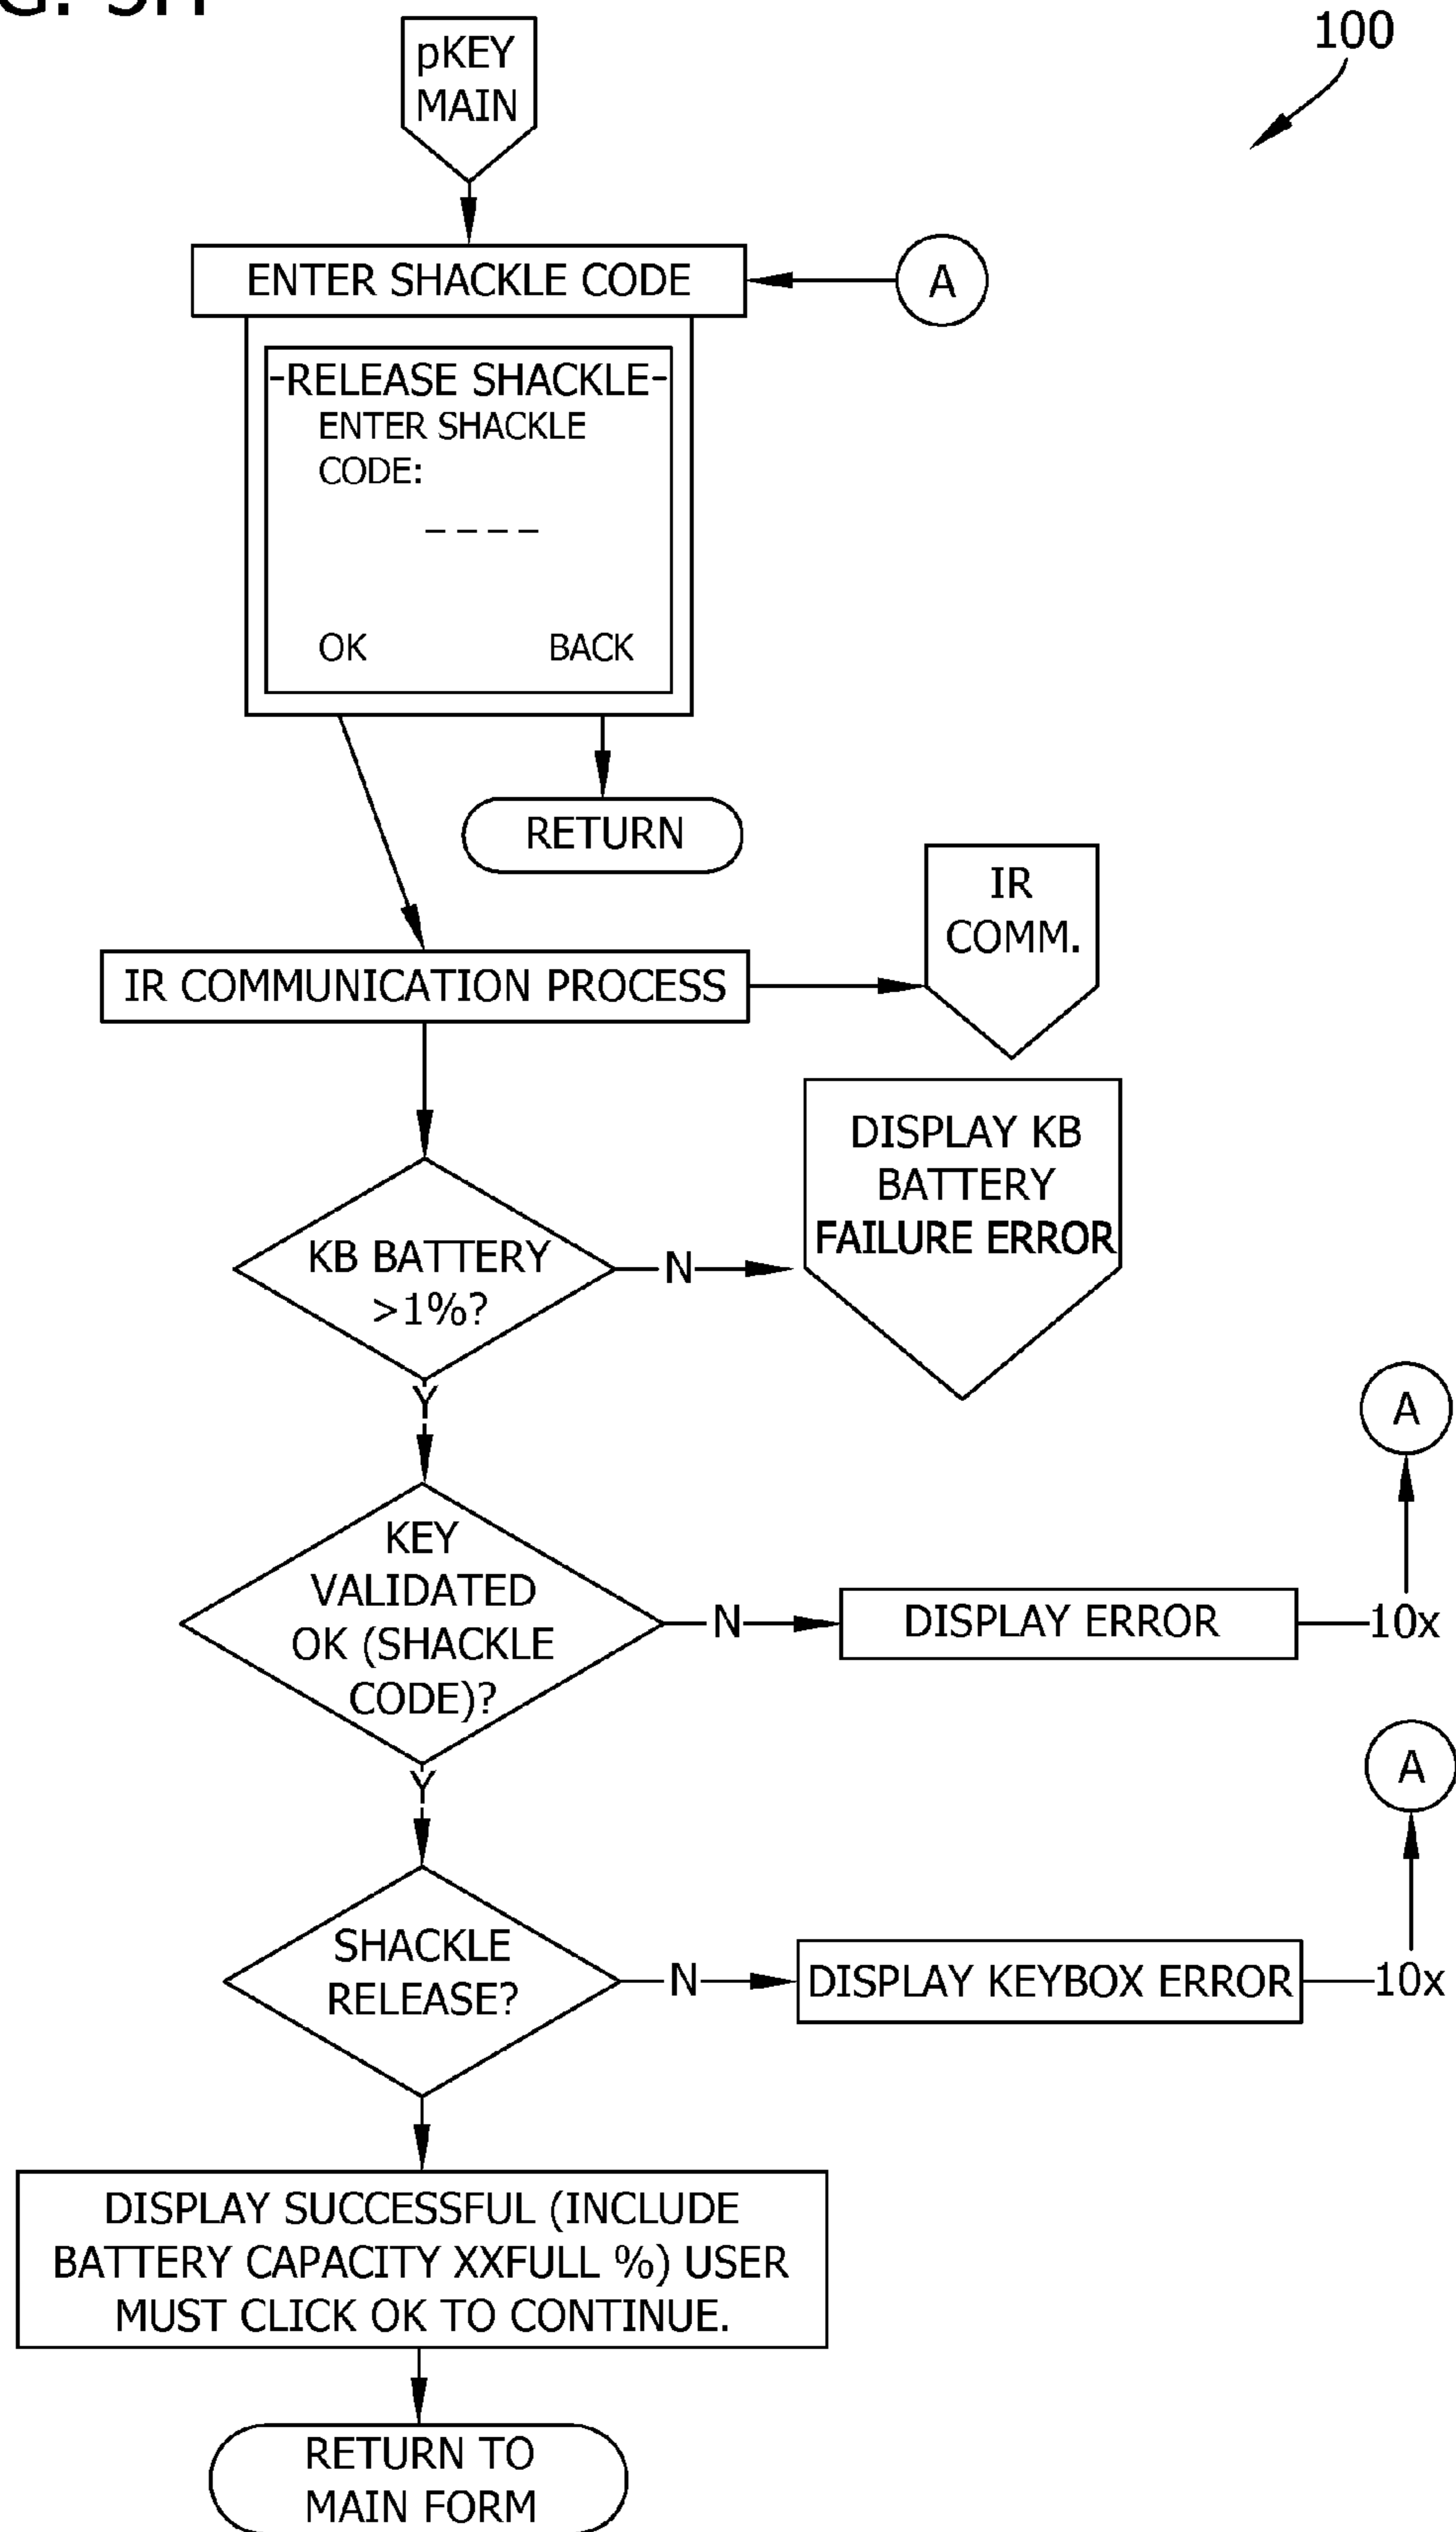 100
pKEY
MAIN
ENTER SHACKLE CODE
A
-RELEASE SHACKLE-
ENTER SHACKLE
CODE:
_ _ _ _
OK BACK
RETURN
IR
COMM.
IR COMMUNICATION PROCESS
DISPLAY KB
BATTERY
FAILURE ERROR
KB BATTERY
>1%?
N
Y
A
KEY
VALIDATED
OK (SHACKLE
CODE)?
N
DISPLAY ERROR
10x
Y
A
SHACKLE
RELEASE?
N
DISPLAY KEYBOX ERROR
10x
DISPLAY SUCCESSFUL (INCLUDE
BATTERY CAPACITY XXFULL %) USER
MUST CLICK OK TO CONTINUE.
RETURN TO
MAIN FORM